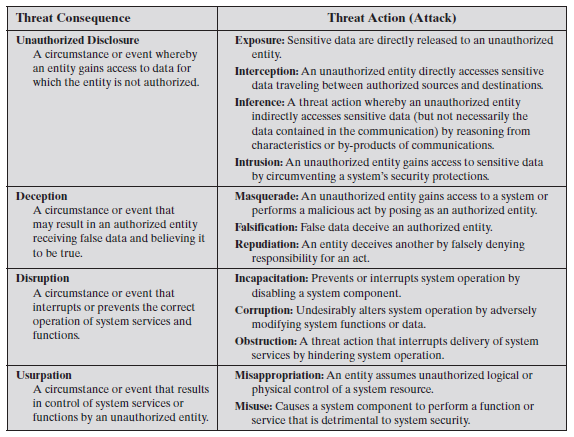 Threat Consequence
Threat Action (Attack)
Unauthorized Disclosure
A circumstance or event whereby
an entity gains access to data for
which the entity is not authorized.
Exposure: Sensitive data are directly released to an unauthorized
entity.
Interception: An unauthorized entity directly accesses sensitive
data traveling between authorized sources and destinations.
Inference: A threat action whereby an unauthorized entity
indirectly accesses sensitive data (but not necessarily the
data contained in the communication) by reasoning from
characteristics or by-products of communications.
Intrusion: An unauthorized entity gains access to sensitive data
by circumventing a system's security protections.
Deception
A circumstance or event that
may result in an authorized entity
receiving false data and believing it
to be true.
Masquerade: An unauthorized entity gains access to a system or
performs a malicious act by posing as an authorized entity.
Falsification: False data deceive an authorized entity.
Repudiation: An entity deceives another by falsely denying
responsibility for an act.
Disruption
A circumstance or event that
interrupts or prevents the correct
operation of system services and
functions.
Incapacitation: Prevents or interrupts system operation by
disabling a system component.
Corruption: Undesirably alters system operation by adversely
modifying system functions or data.
Obstruction: A threat action that interrupts delivery of system
services by hindering system operation.
Usurpation
A circumstance or event that results
in control of system services or
functions by an unauthorized entity.
Misappropriation: An entity assumes unauthorized logical or
physical control of a system resource.
Misuse: Causes a system component to perform a function or
service that is detrimental to system security.